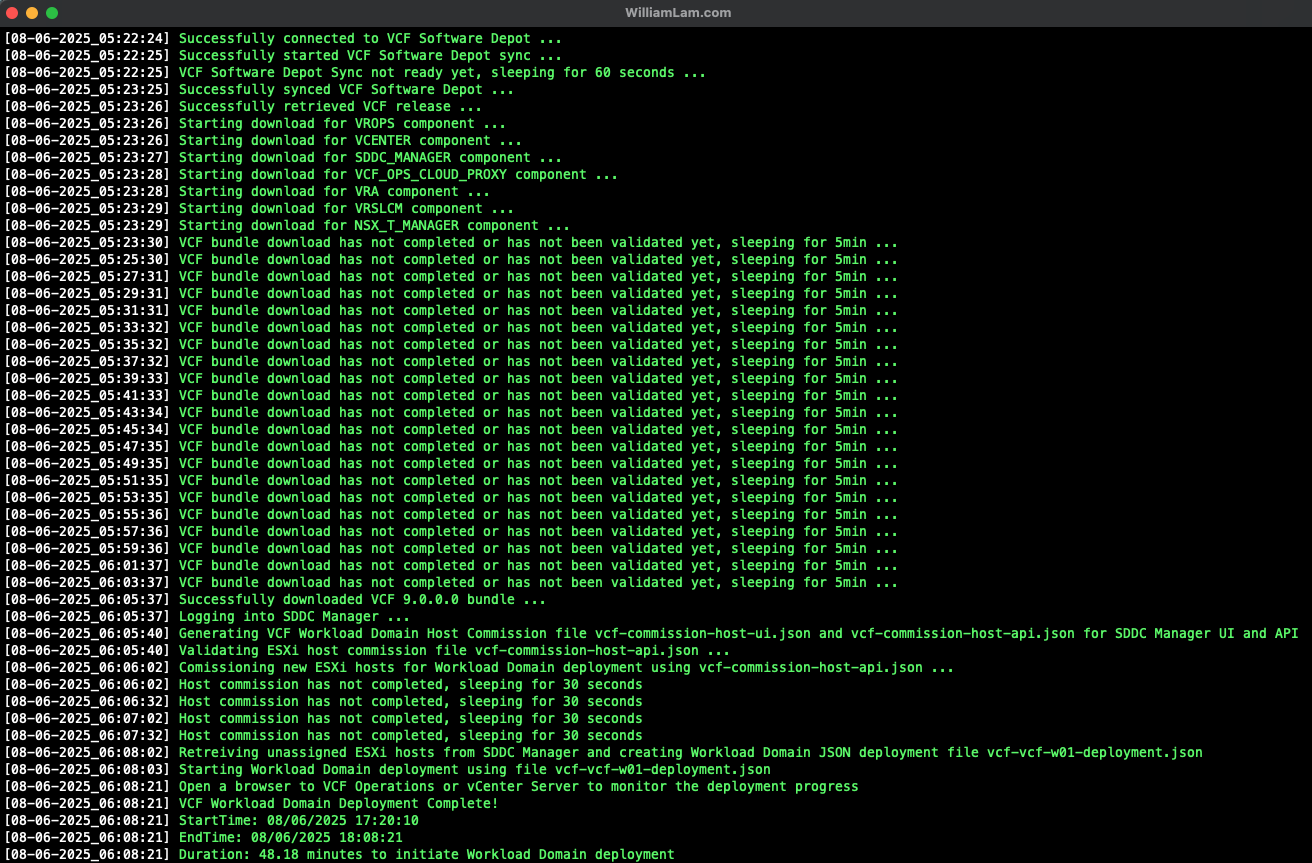 WilliamLam.com
[08-06-2025_05:22:24] Successfully connected to VCF Software Depot ...
[08-06-2025_05:22:25] Successfully started VCF Software Depot sync ...
[08-06-2025_05:22:25] VCF Software Depot Sync not ready yet, sleeping for 60 seconds ...
[08-06-2025_05:23:25] Successfully synced VCF Software Depot ...
[08-06-2025_05:23:26] Successfully retrieved VCF release ...
[08-06-2025_05:23:26] Starting download for VROPS component ...
[08-06-2025_05:23:26] Starting download for VCENTER component ...
[08-06-2025_05:23:27] Starting download for SDDC_MANAGER component ...
[08-06-2025_05:23:28] Starting download for VCF_OPS_CLOUD_PROXY component ...
[08-06-2025_05:23:28] Starting download for VRA component ...
[08-06-2025_05:23:29] Starting download for VRSLCM component ...
[08-06-2025_05:23:29] Starting download for NSX_T_MANAGER component ...
[08-06-2025_05:23:30] VCF bundle download has not completed or has not been validated yet, sleeping for 5min ...
[08-06-2025_05:25:30] VCF bundle download has not completed or has not been validated yet, sleeping for 5min ...
[08-06-2025_05:27:31] VCF bundle download has not completed or has not been validated yet, sleeping for 5min ...
[08-06-2025_05:29:31] VCF bundle download has not completed or has not been validated yet, sleeping for 5min ...
[08-06-2025_05:31:31] VCF bundle download has not completed or has not been validated yet, sleeping for 5min ...
[08-06-2025_05:33:32] VCF bundle download has not completed or has not been validated yet, sleeping for 5min ...
[08-06-2025_05:35:32] VCF bundle download has not completed or has not been validated yet, sleeping for 5min ...
[08-06-2025_05:37:32] VCF bundle download has not completed or has not been validated yet, sleeping for 5min ...
[08-06-2025_05:39:33] VCF bundle download has not completed or has not been validated yet, sleeping for 5min ...
[08-06-2025_05:41:33] VCF bundle download has not completed or has not been validated yet, sleeping for 5min ...
[08-06-2025_05:43:34] VCF bundle download has not completed or has not been validated yet, sleeping for 5min ...
[08-06-2025_05:45:34] VCF bundle download has not completed or has not been validated yet, sleeping for 5min ...
[08-06-2025_05:47:35] VCF bundle download has not completed or has not been validated yet, sleeping for 5min ...
[08-06-2025_05:49:35] VCF bundle download has not completed or has not been validated yet, sleeping for 5min ...
[08-06-2025_05:51:35] VCF bundle download has not completed or has not been validated yet, sleeping for 5min ...
[08-06-2025_05:53:35] VCF bundle download has not completed or has not been validated yet, sleeping for 5min ...
[08-06-2025_05:55:36] VCF bundle download has not completed or has not been validated yet, sleeping for 5min ...
[08-06-2025_05:57:36] VCF bundle download has not completed or has not been validated yet, sleeping for 5min ...
[08-06-2025_05:59:36] VCF bundle download has not completed or has not been validated yet, sleeping for 5min ...
[08-06-2025_06:01:37] VCF bundle download has not completed or has not been validated yet, sleeping for 5min ...
[08-06-2025_06:03:37] VCF bundle download has not completed or has not been validated yet, sleeping for 5min ...
[08-06-2025_06:05:37] Successfully downloaded VCF 9.0.0.0 bundle ...
[08-06-2025_06:05:37] Logging into SDDC Manager ...
[08-06-2025_06:05:40] Generating VCF Workload Domain Host Commission file vcf-commission-host-ui.json and vcf-commission-host-api.json for SDDC Manager UI and API
[08-06-2025_06:05:40] Validating ESXi host commission file vcf-commission-host-api.json ...
[08-06-2025_06:06:02] Comissioning new ESXi hosts for Workload Domain deployment using vcf-commission-host-api.json ...
[08-06-2025_06:06:02] Host commission has not completed, sleeping for 30 seconds
[08-06-2025_06:06:32] Host commission has not completed, sleeping for 30 seconds
[08-06-2025_06:07:02] Host commission has not completed, sleeping for 30 seconds
[08-06-2025_06:07:32] Host commission has not completed, sleeping for 30 seconds
[08-06-2025_06:08:02] Retreiving unassigned ESXi hosts from SDDC Manager and creating Workload Domain JSON deployment file vcf-vcf-w01-deployment.json
[08-06-2025_06:08:03] Starting Workload Domain deployment using file vcf-vcf-w01-deployment.json
[08-06-2025_06:08:21] Open a browser to VCF Operations or vCenter Server to monitor the deployment progress
[08-06-2025_06:08:21] VCF Workload Domain Deployment Complete!
[08-06-2025_06:08:21] StartTime: 08/06/2025 17:20:10
[08-06-2025_06:08:21] EndTime: 08/06/2025 18:08:21
[08-06-2025_06:08:21] Duration: 48.18 minutes to initiate Workload Domain deployment